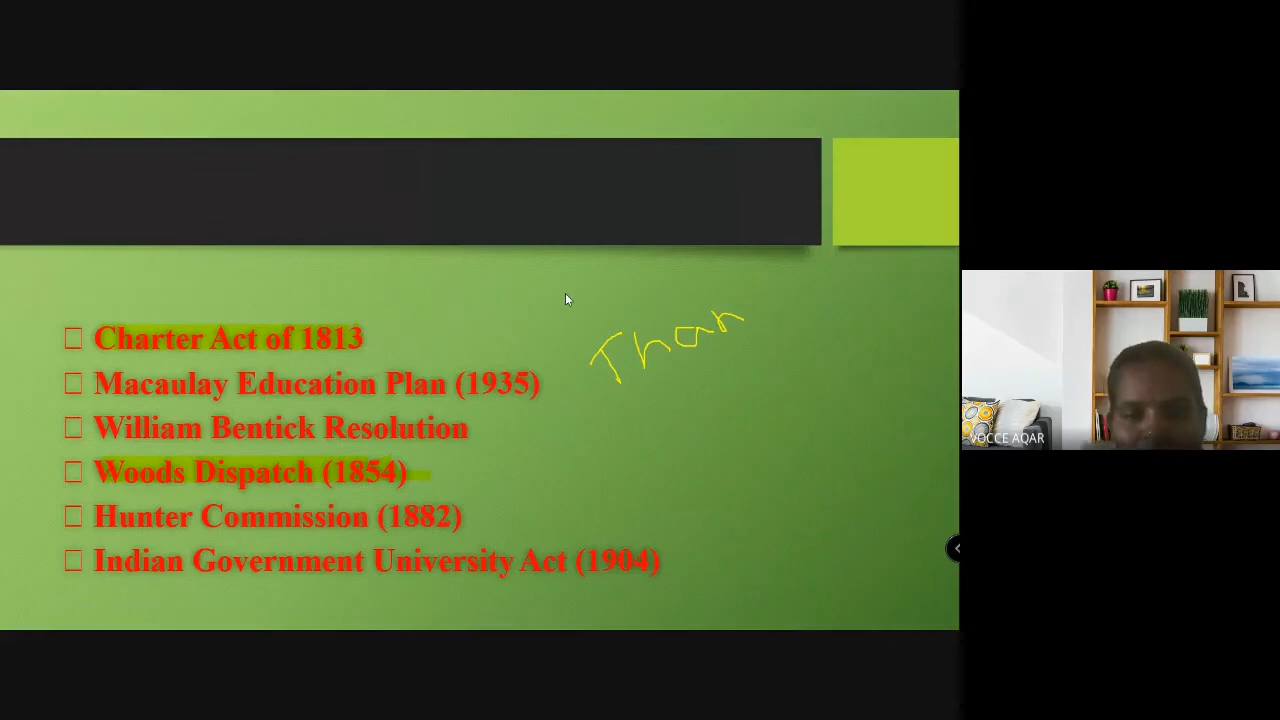 Charter Act of 1813
Macaulay Education Plan (1935)
William Bentick Resolution
Woods Dispatch (1854)
Hunter Commission (1882)
Indian Government University Act (1904)
Than
VOCCE AQAR